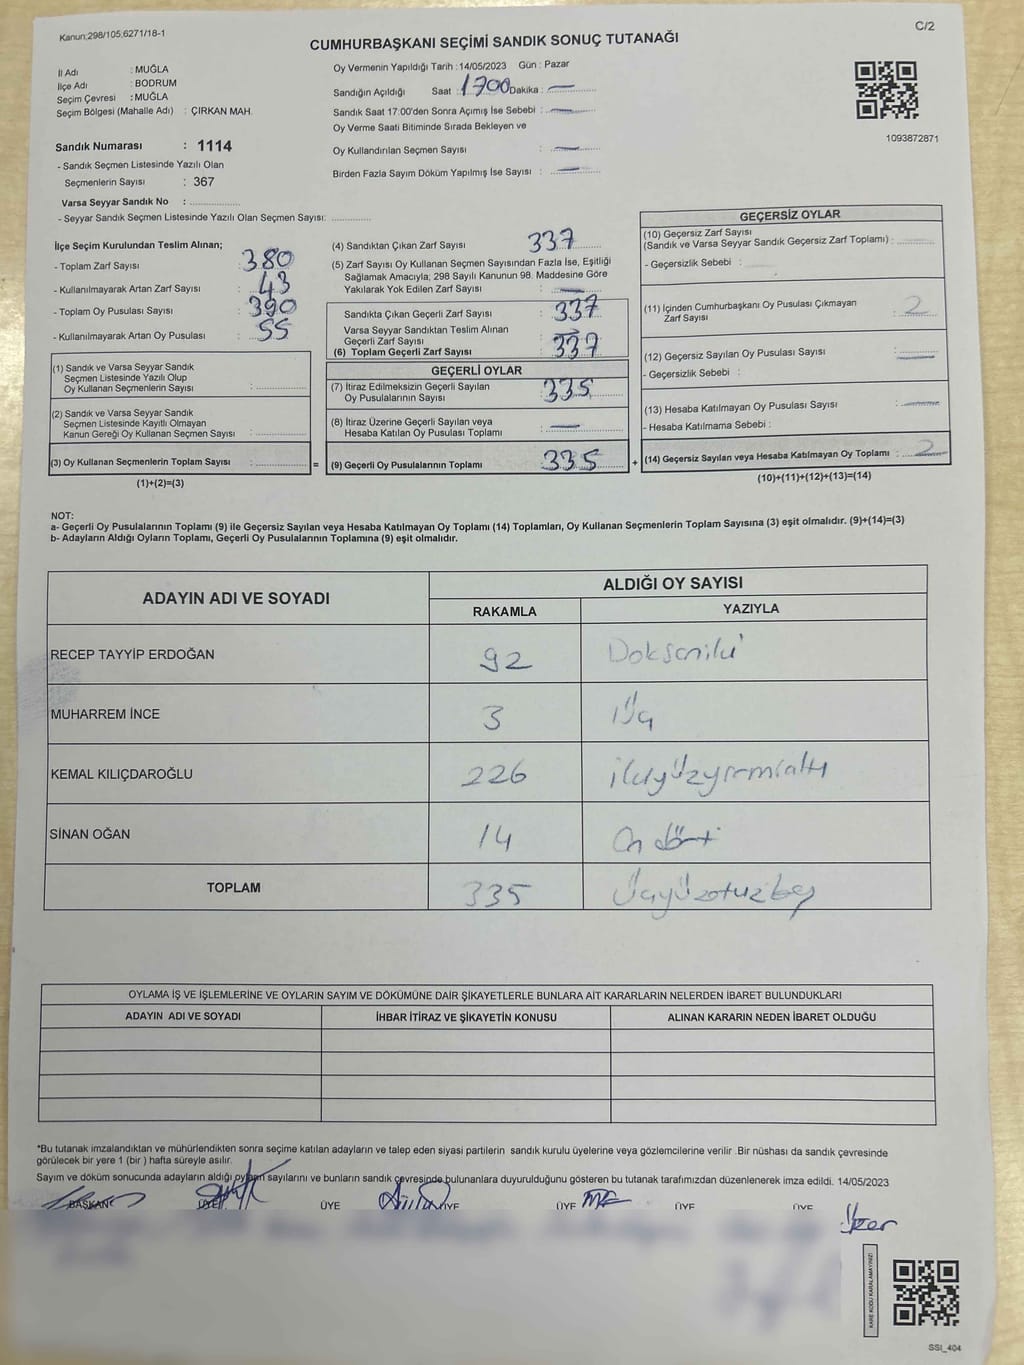 Kanun;298/105;6271/18-1
C/2
CUMHURBAŞKANI SEÇİMİ SANDIK SONUÇ TUTANAĞI
İl Adı : MUĞLA
İlçe Adı : BODRUM
Seçim Çevresi : MUĞLA
Seçim Bölgesi (Mahalle Adı) : ÇIRKAN MAH.
Sandık Numarası : 1114
- Sandık Seçmen Listesinde Yazılı Olan
Seçmenlerin Sayısı : 367
Varsa Seyyar Sandık No : ....................
- Seyyar Sandık Seçmen Listesinde Yazılı Olan Seçmen Sayısı: ................
Oy Vermenin Yapıldığı Tarih :14/05/2023 Gün : Pazar
Sandığın Açıldığı Saat :1700 Dakika : —
Sandık Saat 17:00'den Sonra Açımış İse Sebebi : —
Oy Verme Saati Bitiminde Sırada Bekleyen ve
Oy Kullandırılan Seçmen Sayısı : —
Birden Fazla Sayım Döküm Yapılmış İse Sayısı : —
1093872871
İlçe Seçim Kurulundan Teslim Alınan;
- Toplam Zarf Sayısı : 380
- Kullanılmayarak Artan Zarf Sayısı : 43
- Toplam Oy Pusulası Sayısı : 390
- Kullanılmayarak Artan Oy Pusulası : 55
(1) Sandık ve Varsa Seyyar Sandık
Seçmen Listesinde Yazılı Olup
Oy Kullanan Seçmenlerin Sayısı : ................
(2) Sandık ve Varsa Seyyar Sandık
Seçmen Listesinde Kayıtlı Olmayan
Kanun Gereği Oy Kullanan Seçmen Sayısı : ................
(3) Oy Kullanan Seçmenlerin Toplam Sayısı : ................
(1)+(2)=(3)
=
(4) Sandıktan Çıkan Zarf Sayısı : 337
(5) Zarf Sayısı Oy Kullanan Seçmen Sayısından Fazla İse, Eşitliği
Sağlamak Amacıyla; 298 Sayılı Kanunun 98. Maddesine Göre
Yakılarak Yok Edilen Zarf Sayısı : —
Sandıkta Çıkan Geçerli Zarf Sayısı : 337
Varsa Seyyar Sandıktan Teslim Alınan
Geçerli Zarf Sayısı : —
(6) Toplam Geçerli Zarf Sayısı : 337
GEÇERLİ OYLAR
(7) İtiraz Edilmeksizin Geçerli Sayılan
Oy Pusulalarının Sayısı : 335
(8) İtiraz Üzerine Geçerli Sayılan veya
Hesaba Katılan Oy Pusulası Toplamı : —
(9) Geçerli Oy Pusulalarının Toplamı : 335
+
GEÇERSİZ OYLAR
(10) Geçersiz Zarf Sayısı
(Sandık ve Varsa Seyyar Sandık Geçersiz Zarf Toplamı) : ............
- Geçersizlik Sebebi :
(11) İçinden Cumhurbaşkanı Oy Pusulası Çıkmayan
Zarf Sayısı : 2
(12) Geçersiz Sayılan Oy Pusulası Sayısı : —
- Geçersizlik Sebebi :
(13) Hesaba Katılmayan Oy Pusulası Sayısı : —
- Hesaba Katılmama Sebebi :
(14) Geçersiz Sayılan veya Hesaba Katılmayan Oy Toplamı : 2
(10)+(11)+(12)+(13)=(14)
NOT:
a- Geçerli Oy Pusulalarının Toplamı (9) ile Geçersiz Sayılan veya Hesaba Katılmayan Oy Toplamı (14) Toplamları, Oy Kullanan Seçmenlerin Toplam Sayısına (3) eşit olmalıdır. (9)+(14)=(3)
b- Adayların Aldığı Oyların Toplamı, Geçerli Oy Pusulalarının Toplamına (9) eşit olmalıdır.
ADAYIN ADI VE SOYADI ALDIĞI OY SAYISI
RAKAMLA YAZIYLA
RECEP TAYYİP ERDOĞAN 92 Doksaniki
MUHARREM İNCE 3 Üç
KEMAL KILIÇDAROĞLU 226 ikiyüzyirmialtı
SİNAN OĞAN 14 On dört
TOPLAM 335 Üçyüzotuzbeş
OYLAMA İŞ VE İŞLEMLERİNE VE OYLARIN SAYIM VE DÖKÜMÜNE DAİR ŞİKAYETLERLE BUNLARA AİT KARARLARIN NELERDEN İBARET BULUNDUKLARI
ADAYIN ADI VE SOYADI İHBAR İTİRAZ VE ŞİKAYETİN KONUSU ALINAN KARARIN NEDEN İBARET OLDUĞU
*Bu tutanak imzalandıktan ve mühürlendikten sonra seçime katılan adayların ve talep eden siyasi partilerin sandık kurulu üyelerine veya gözlemcilerine verilir .Bir nüshası da sandık çevresinde
görülecek bir yere 1 (bir ) hafta süreyle asılır.
Sayım ve döküm sonucunda adayların aldığı oyların sayılarını ve bunların sandık çevresinde bulunanlara duyurulduğunu gösteren bu tutanak tarafımızdan düzenlenerek imza edildi. 14/05/2023
BAŞKAN ÜYE ÜYE ÜYE ÜYE ÜYE ÜYE
İlker
KARE KODU KARALAMAYINIZ!
SSI_404